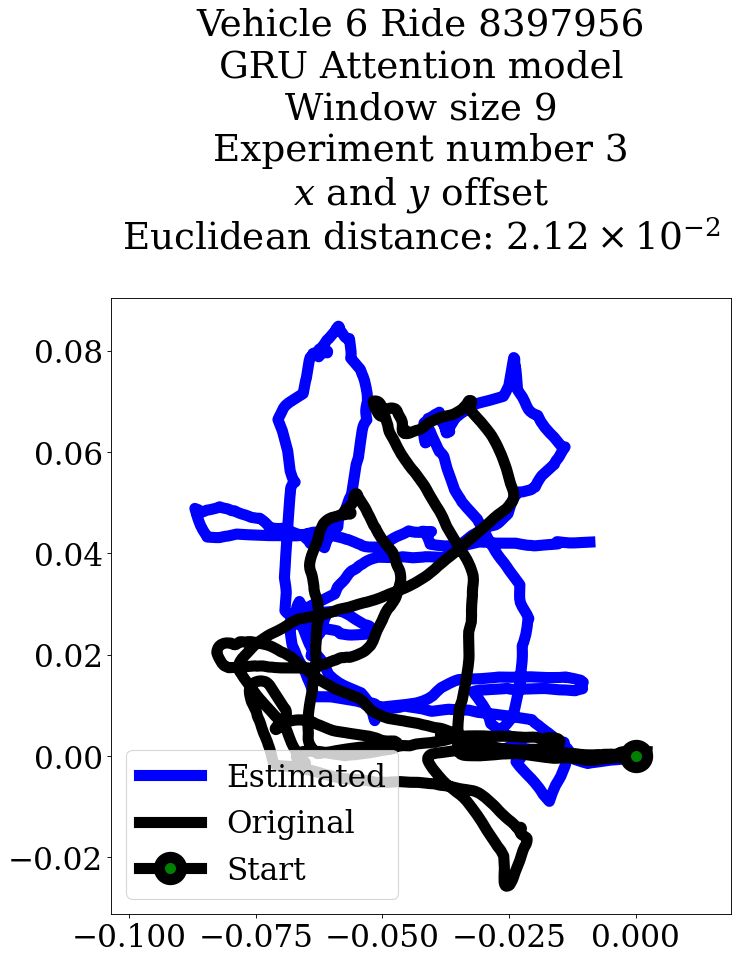 Vehicle 6 Ride 8397956
GRU Attention model
Window size 9
Experiment number 3
x and y offset
Euclidean distance: 2.12 × 10⁻²
0.08
0.06
0.04
0.02
0.00
−0.02
Estimated
Original
Start
−0.100 −0.075 −0.050 −0.025 0.000